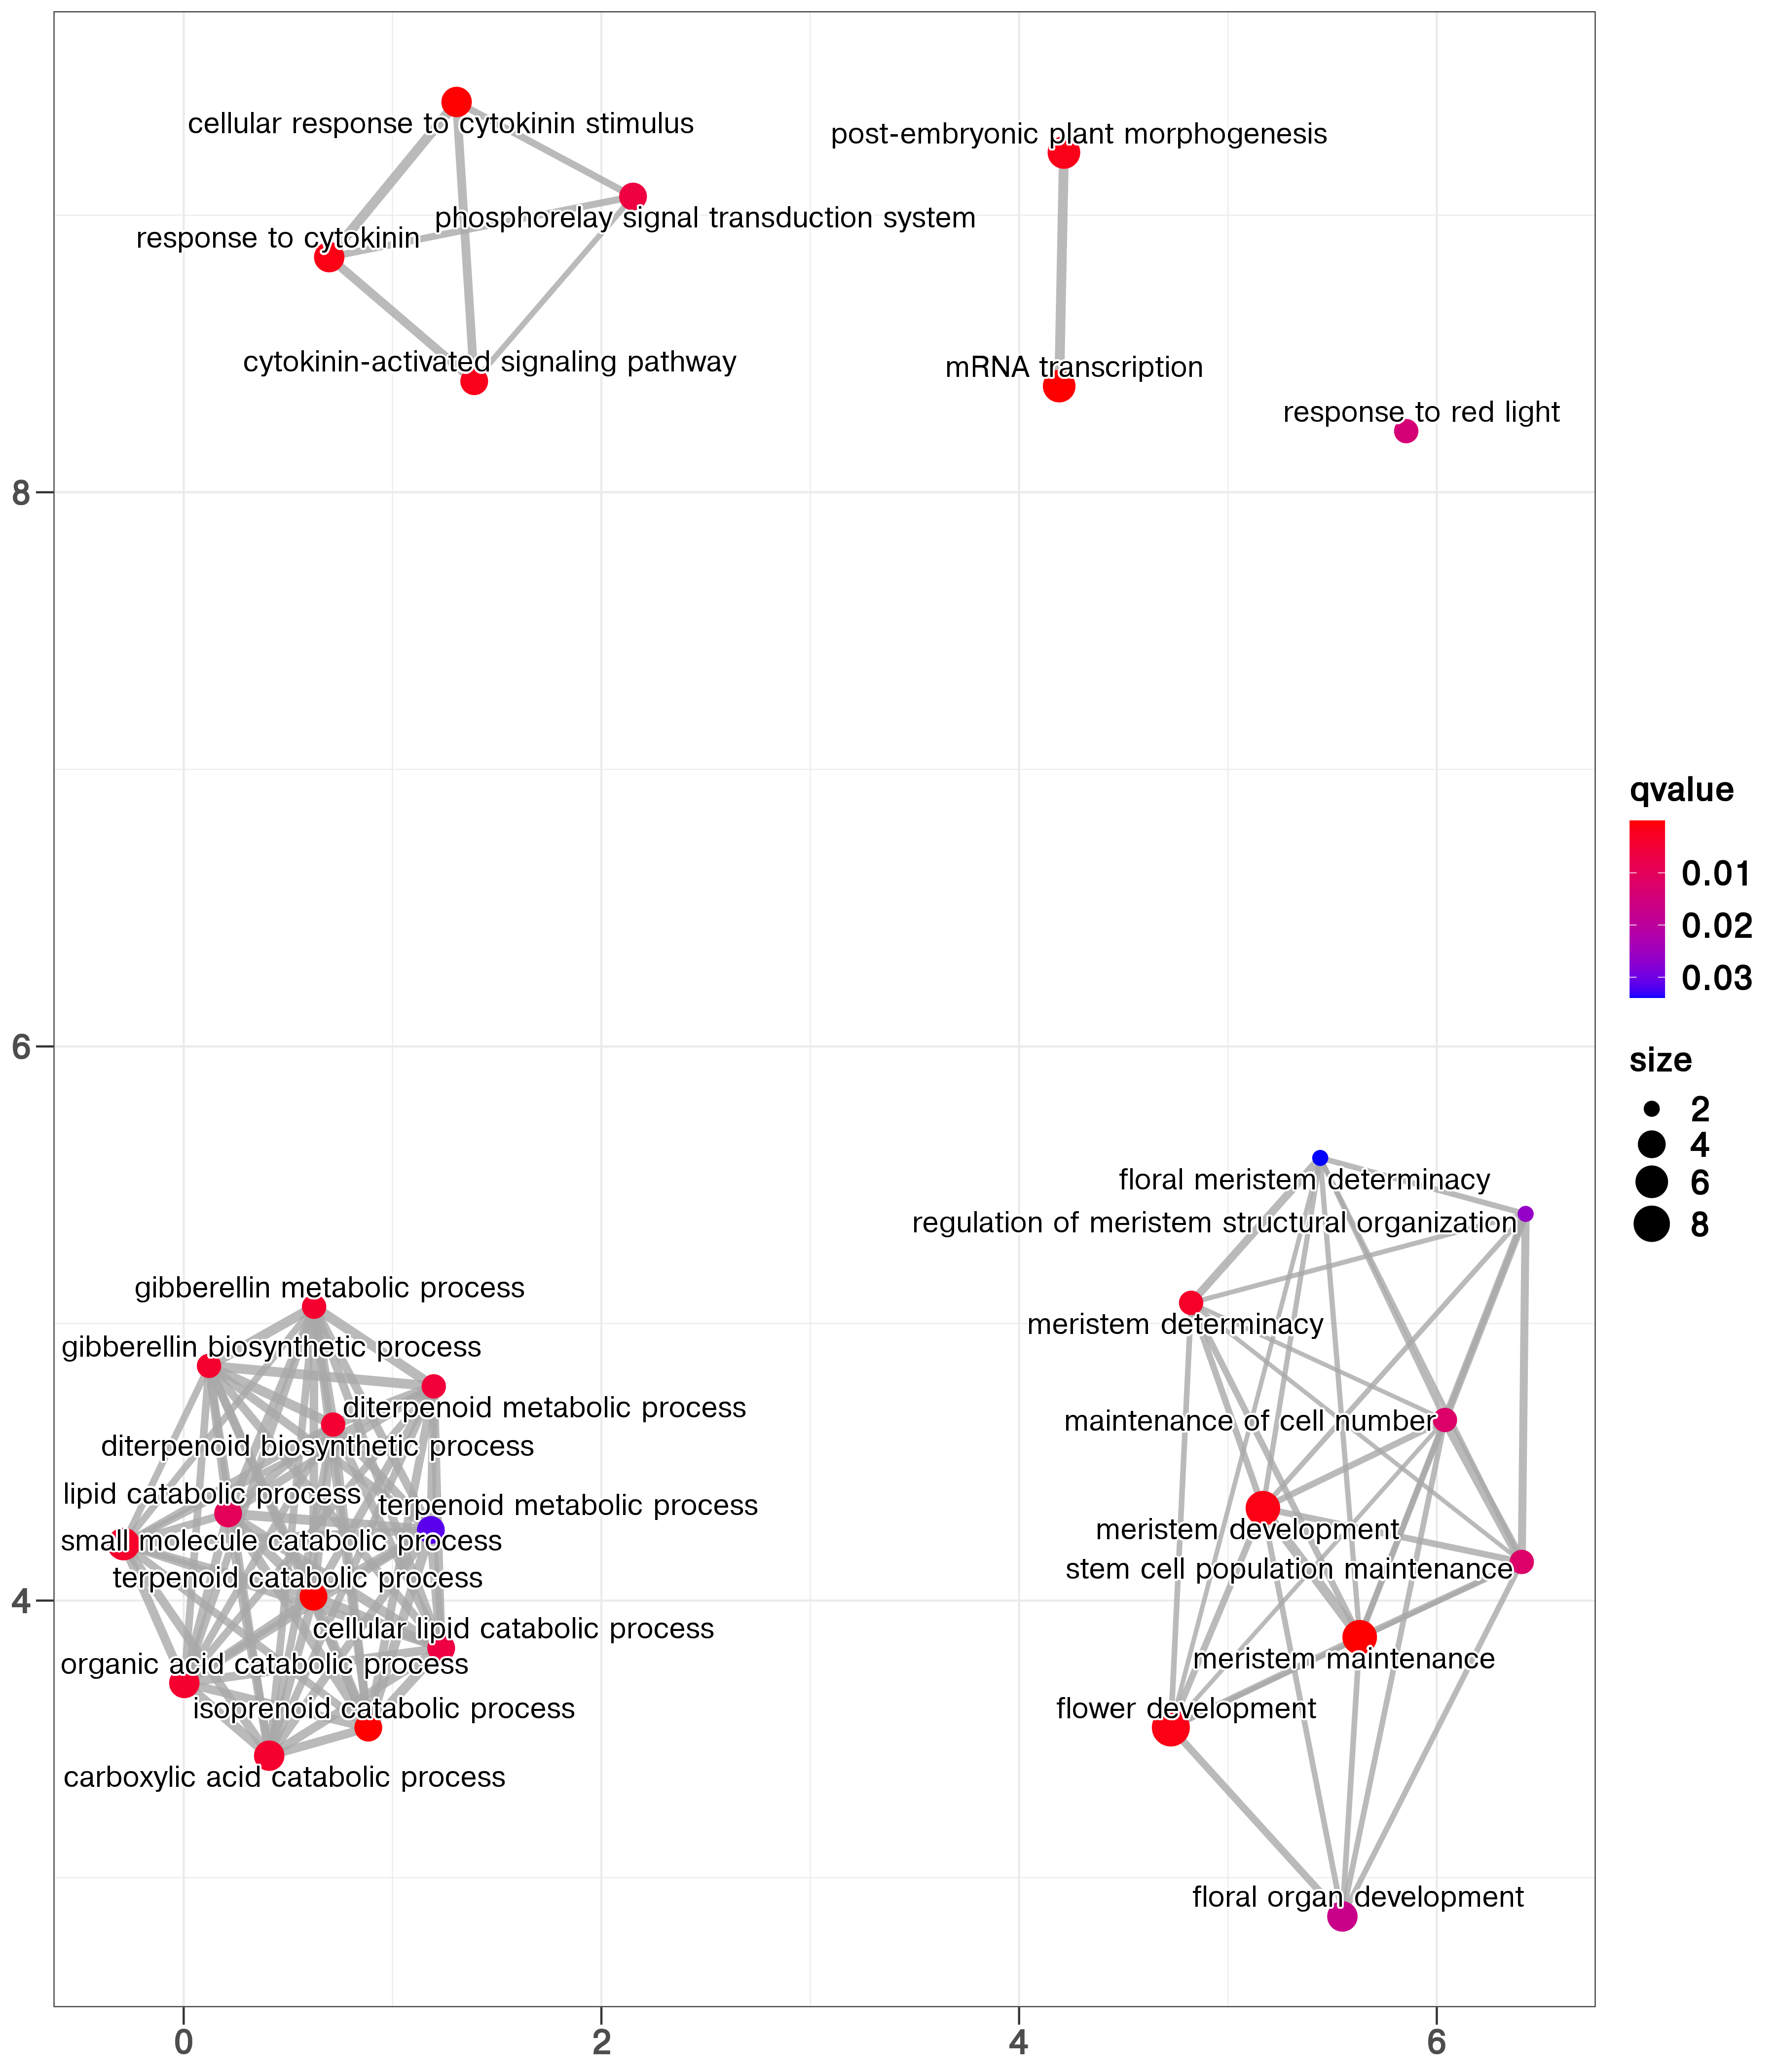 cellular response to cytokinin stimulus
post-embryonic plant morphogenesis
phosphorelay signal transduction system
response to cytokinin
cytokinin-activated signaling pathway
mRNA transcription
response to red light
8
6
4
qvalue
0.01
0.02
0.03
size
2
4
6
8
floral meristem determinacy
regulation of meristem structural organization
gibberellin metabolic process
meristem determinacy
gibberellin biosynthetic process
diterpenoid metabolic process
maintenance of cell number
diterpenoid biosynthetic process
lipid catabolic process
terpenoid metabolic process
meristem development
small molecule catabolic process
stem cell population maintenance
terpenoid catabolic process
cellular lipid catabolic process
meristem maintenance
organic acid catabolic process
isoprenoid catabolic process
flower development
carboxylic acid catabolic process
floral organ development
0
2
4
6